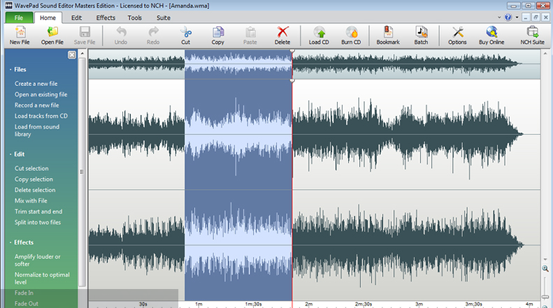 WavePad Sound Editor Masters Edition - Licensed to NCH - [Amanda.wma]
File Home Edit Effects Tools Suite
New File Open File Save File Undo Redo Cut Copy Paste Delete Load CD Burn CD Bookmark Batch Options Buy Online NCH Suite
Files
Create a new file
Open an existing file
Record a new file
Load tracks from CD
Load from sound
library
Edit
Cut selection
Copy selection
Delete selection
Mix with File
Trim start and end
Split into two files
Effects
Amplify louder or
softer
Normalize to optimal
level
Fade In
Fade Out
30s 1m 1m,30s 2m 2m,30s 3m 3m,30s 4m